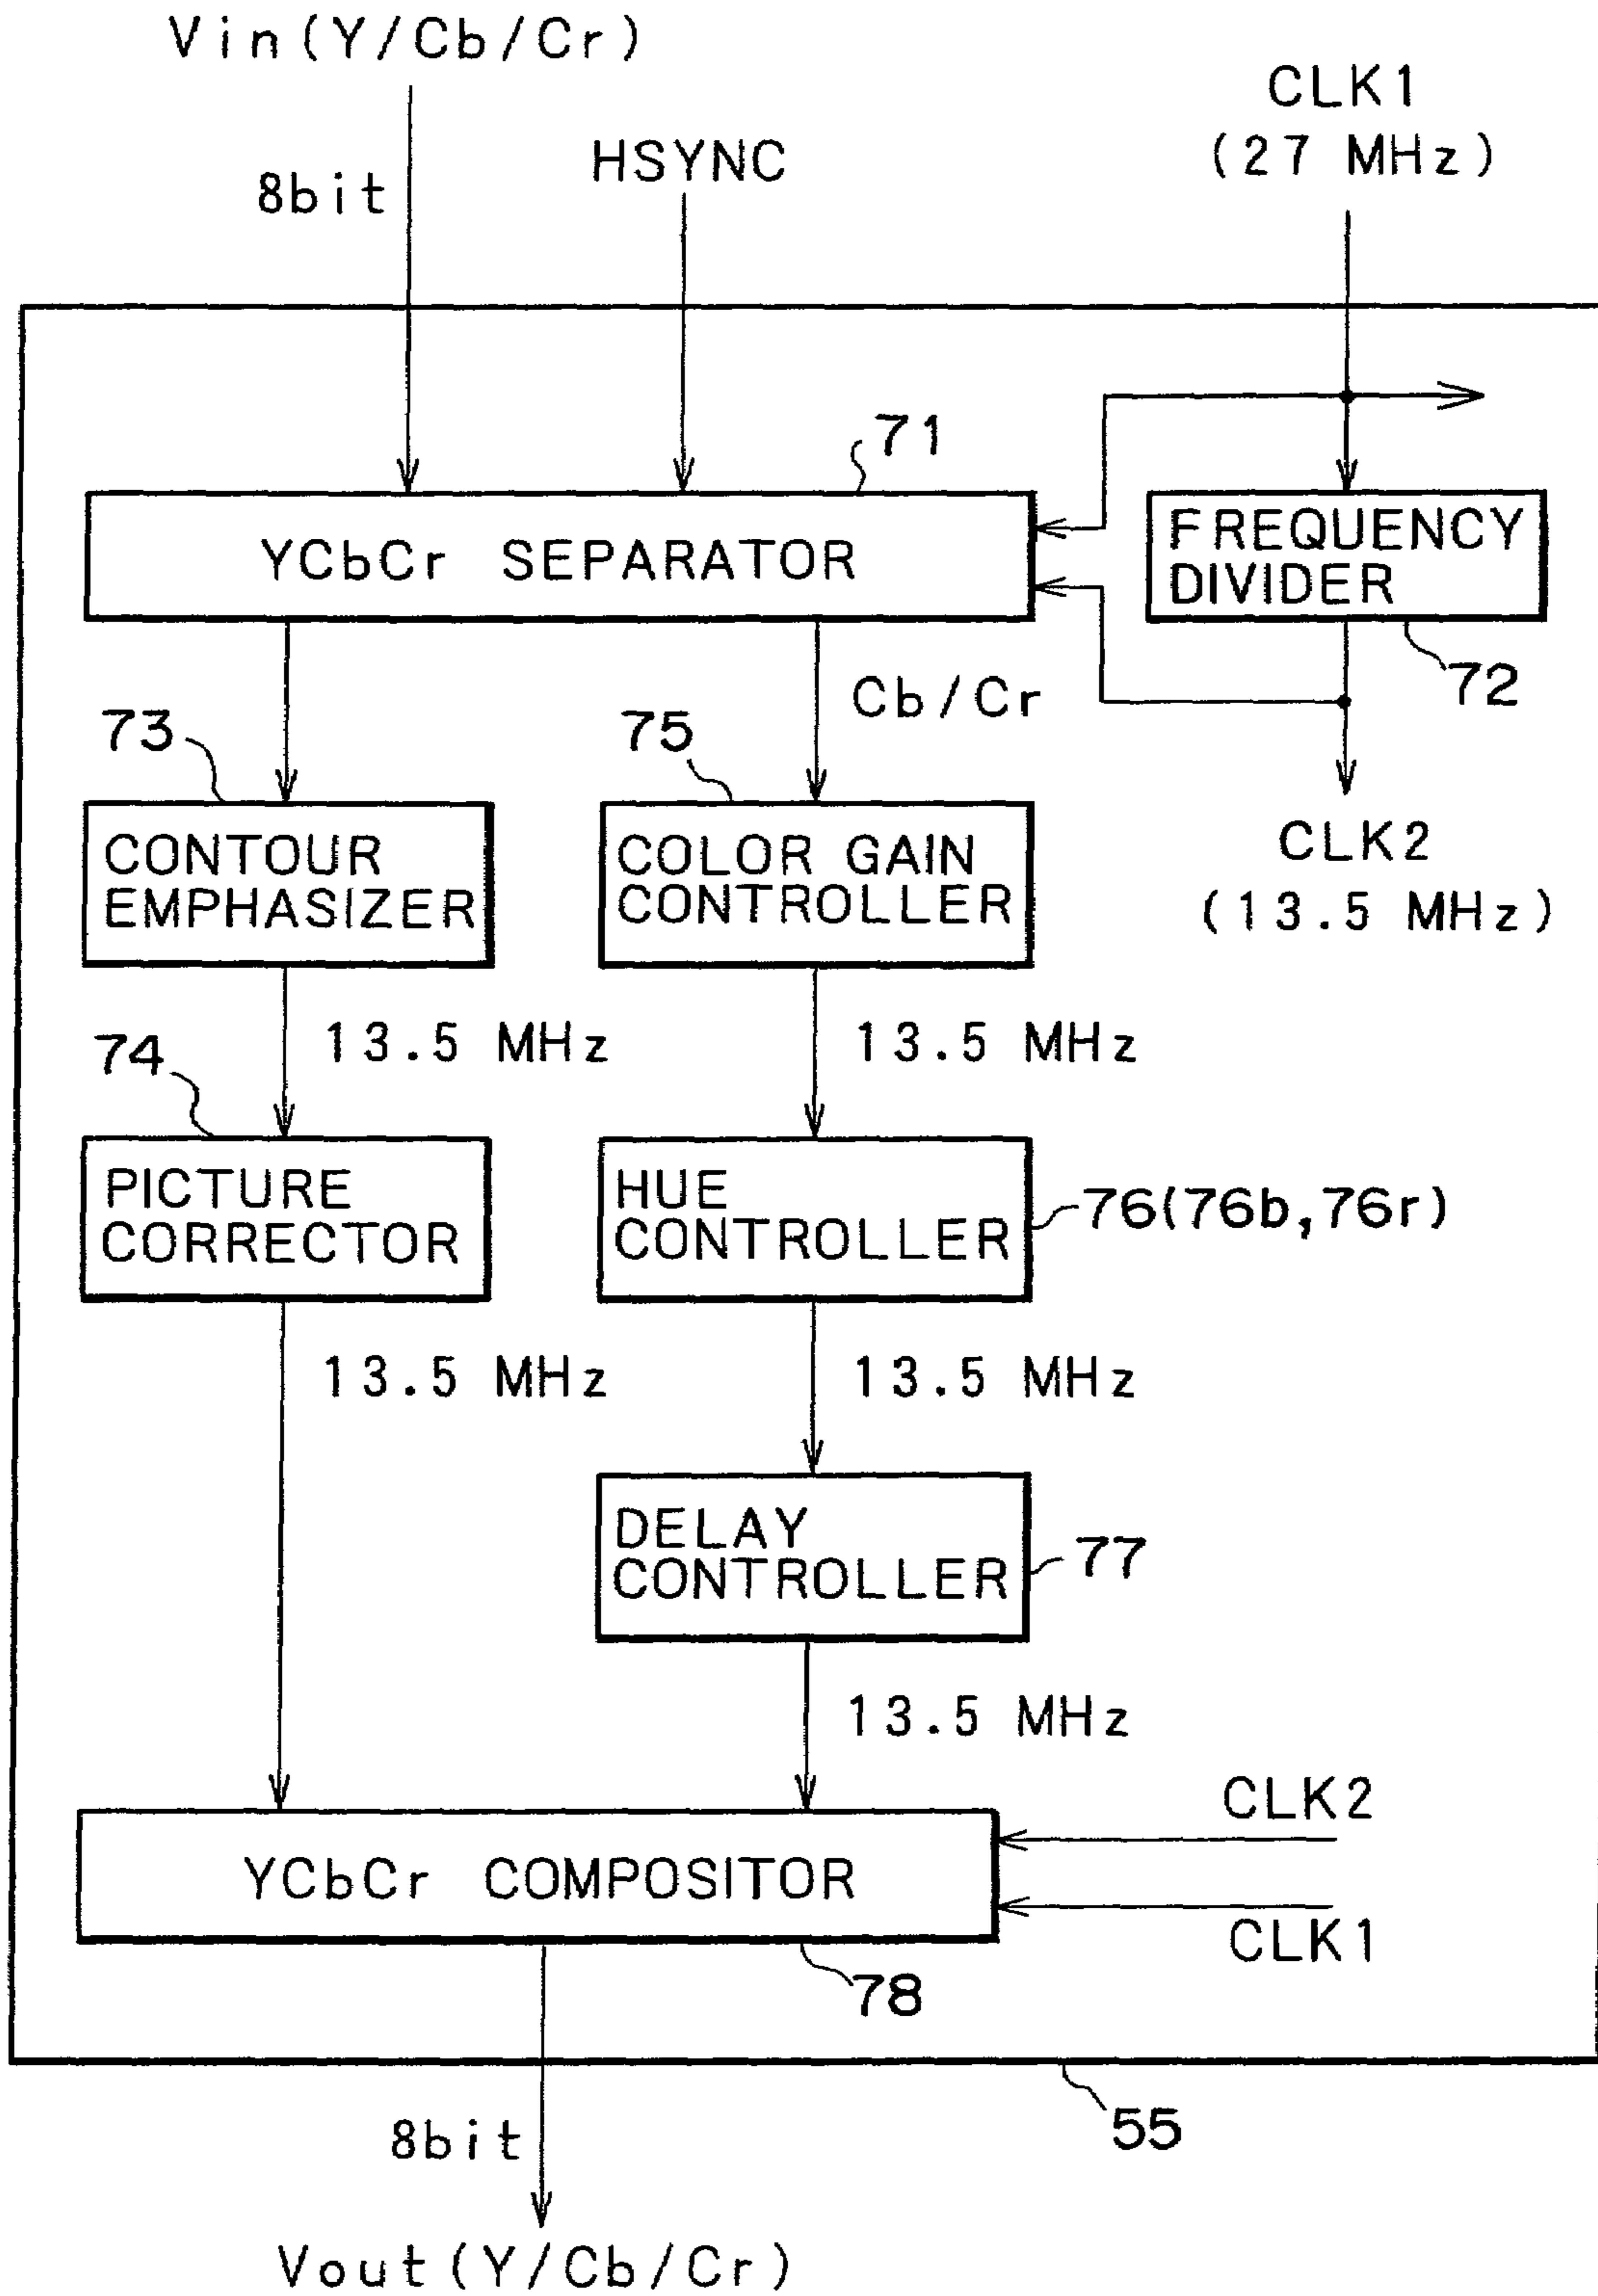 Vin(Y/Cb/Cr)
CLK1
(27 MHz)
8bit
HSYNC
71
YCbCr SEPARATOR
FREQUENCY
DIVIDER
72
Cb/Cr
73
75
CONTOUR
EMPHASIZER
COLOR GAIN
CONTROLLER
CLK2
(13.5 MHz)
13.5 MHz
13.5 MHz
74
PICTURE
CORRECTOR
HUE
CONTROLLER
76(76b,76r)
13.5 MHz
13.5 MHz
DELAY
CONTROLLER
77
13.5 MHz
CLK2
YCbCr COMPOSITOR
CLK1
78
55
8bit
Vout(Y/Cb/Cr)